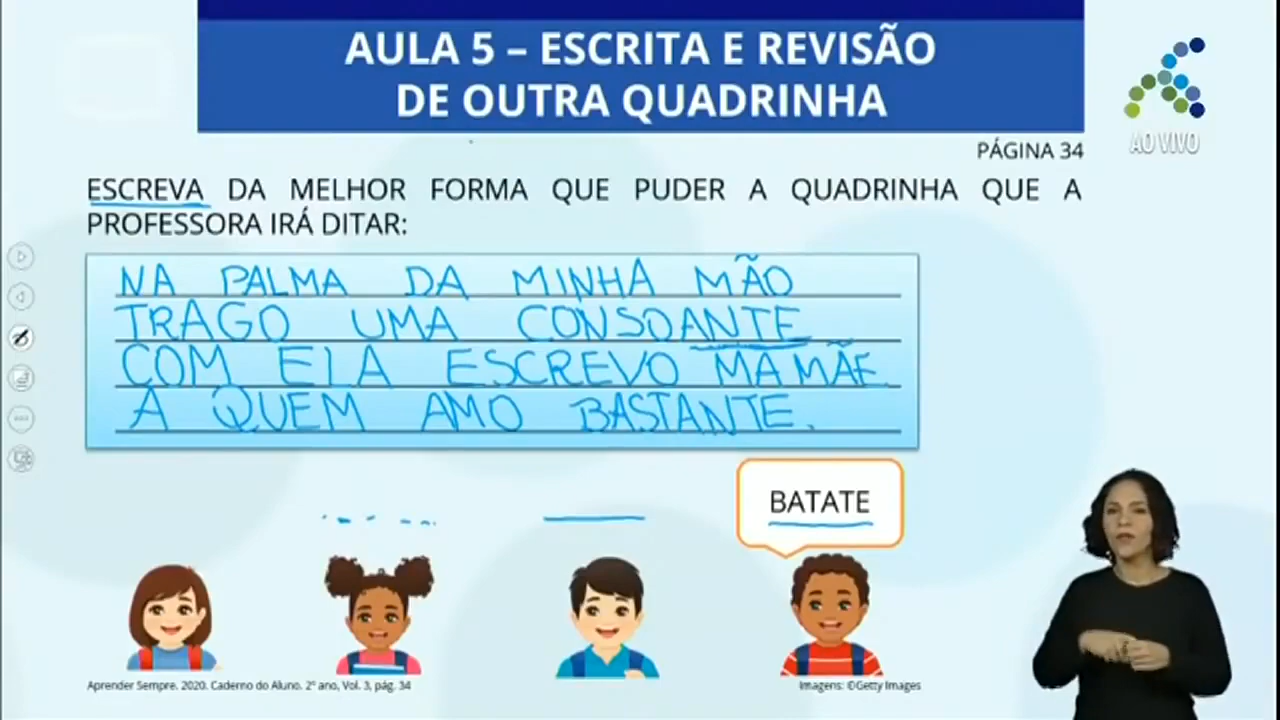 AULA 5 – ESCRITA E REVISÃO
DE OUTRA QUADRINHA
AO VIVO
PÁGINA 34
ESCREVA DA MELHOR FORMA QUE PUDER A QUADRINHA QUE A
PROFESSORA IRÁ DITAR:
NA PALMA DA MINHA MÃO
TRAGO UMA CONSOANTE
COM ELA ESCREVO MAMÃE
A QUEM AMO BASTANTE.
BATATE
Aprender Sempre. 2020. Caderno do Aluno. 2º ano, Vol. 3, pág. 34
Imagens: ©Getty Images